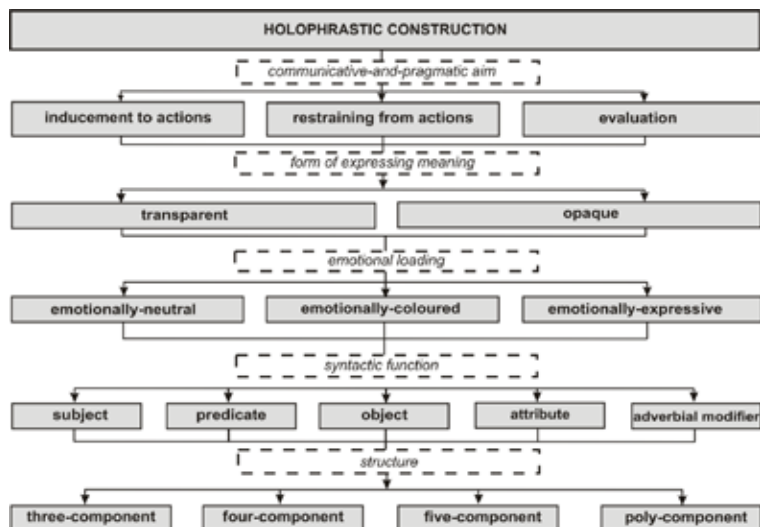 HOLOPHRASTIC CONSTRUCTION
communicative-and-pragmatic aim
inducement to actions
restraining from actions
evaluation
form of expressing meaning
transparent
opaque
emotional loading
emotionally-neutral
emotionally-coloured
emotionally-expressive
syntactic function
subject
predicate
object
attribute
adverbial modifier
structure
three-component
four-component
five-component
poly-component